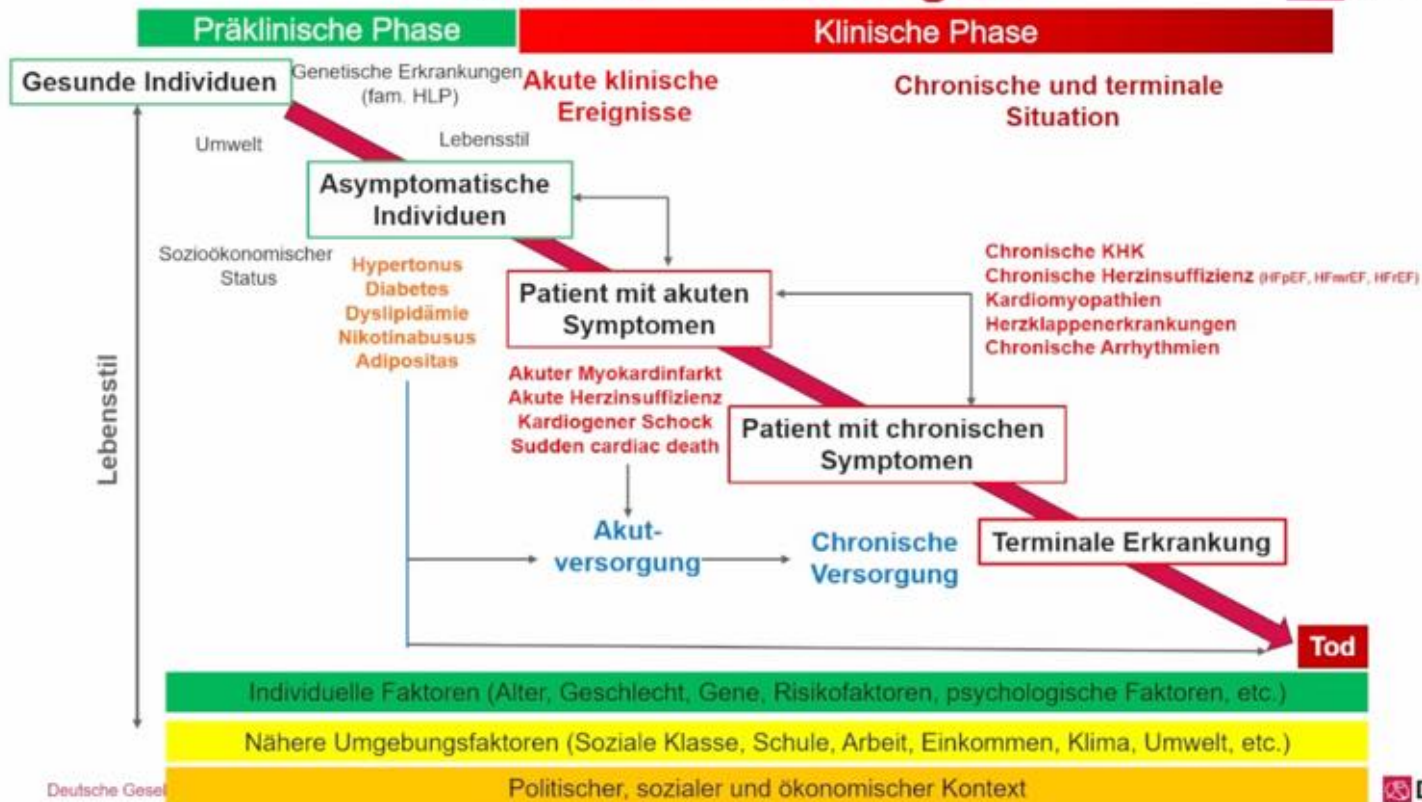 Präklinische Phase
Klinische Phase
Gesunde Individuen
Genetische Erkrankungen
(fam. HLP)
Akute klinische
Ereignisse
Chronische und terminale
Situation
Umwelt
Lebensstil
Asymptomatische
Individuen
Sozioökonomischer
Status
Hypertonus
Diabetes
Dyslipidämie
Nikotinabusus
Adipositas
Patient mit akuten
Symptomen
Chronische KHK
Chronische Herzinsuffizienz (HFpEF, HFmrEF, HFrEF)
Kardiomyopathien
Herzklappenerkrankungen
Chronische Arrhythmien
Lebensstil
Akuter Myokardinfarkt
Akute Herzinsuffizienz
Kardiogener Schock
Sudden cardiac death
Patient mit chronischen
Symptomen
Akut-
versorgung
Chronische
Versorgung
Terminale Erkrankung
Tod
Individuelle Faktoren (Alter, Geschlecht, Gene, Risikofaktoren, psychologische Faktoren, etc.)
Nähere Umgebungsfaktoren (Soziale Klasse, Schule, Arbeit, Einkommen, Klima, Umwelt, etc.)
Politischer, sozialer und ökonomischer Kontext
Deutsche Gesel